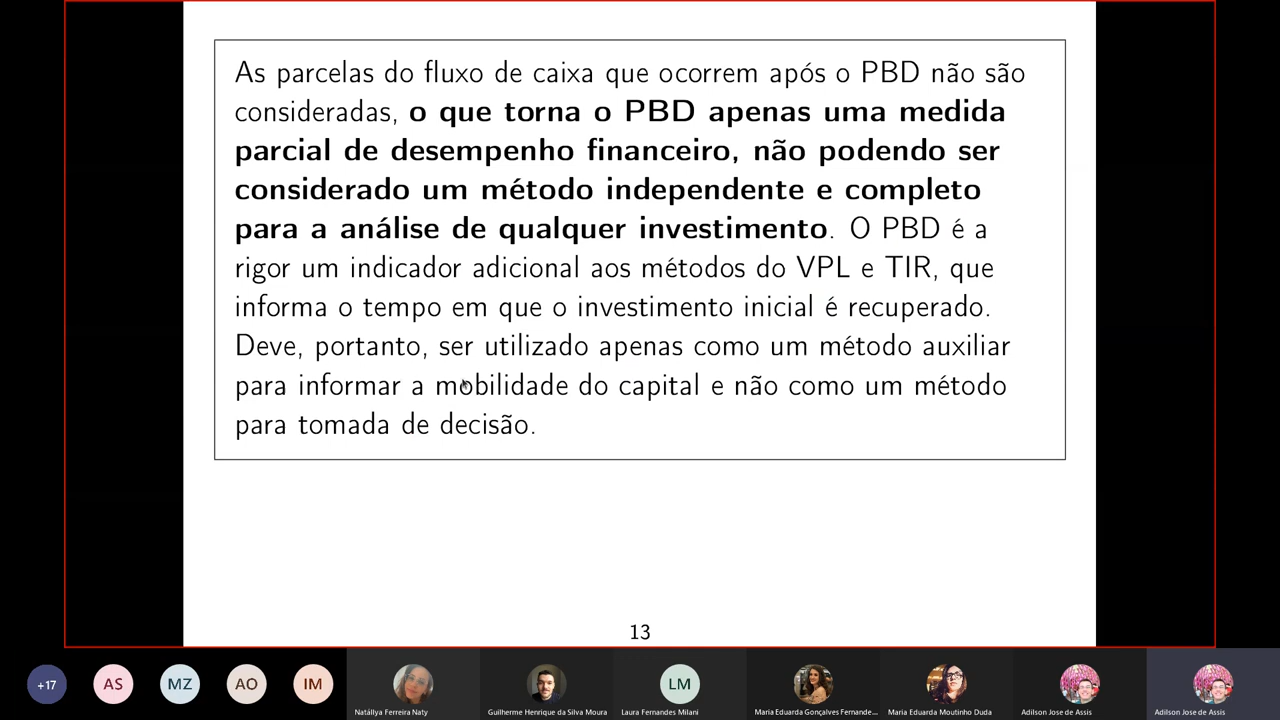 As parcelas do fluxo de caixa que ocorrem após o PBD não são
consideradas, o que torna o PBD apenas uma medida
parcial de desempenho financeiro, não podendo ser
considerado um método independente e completo
para a análise de qualquer investimento. O PBD é a
rigor um indicador adicional aos métodos do VPL e TIR, que
informa o tempo em que o investimento inicial é recuperado.
Deve, portanto, ser utilizado apenas como um método auxiliar
para informar a mobilidade do capital e não como um método
para tomada de decisão.
13
+17 AS MZ AO IM LM
Natállya Ferreira Naty Guilherme Henrique da Silva Moura Laura Fernandes Milani Maria Eduarda Gonçalves Fernande... Maria Eduarda Moutinho Duda Adilson Jose de Assis Adilson Jose de Assis